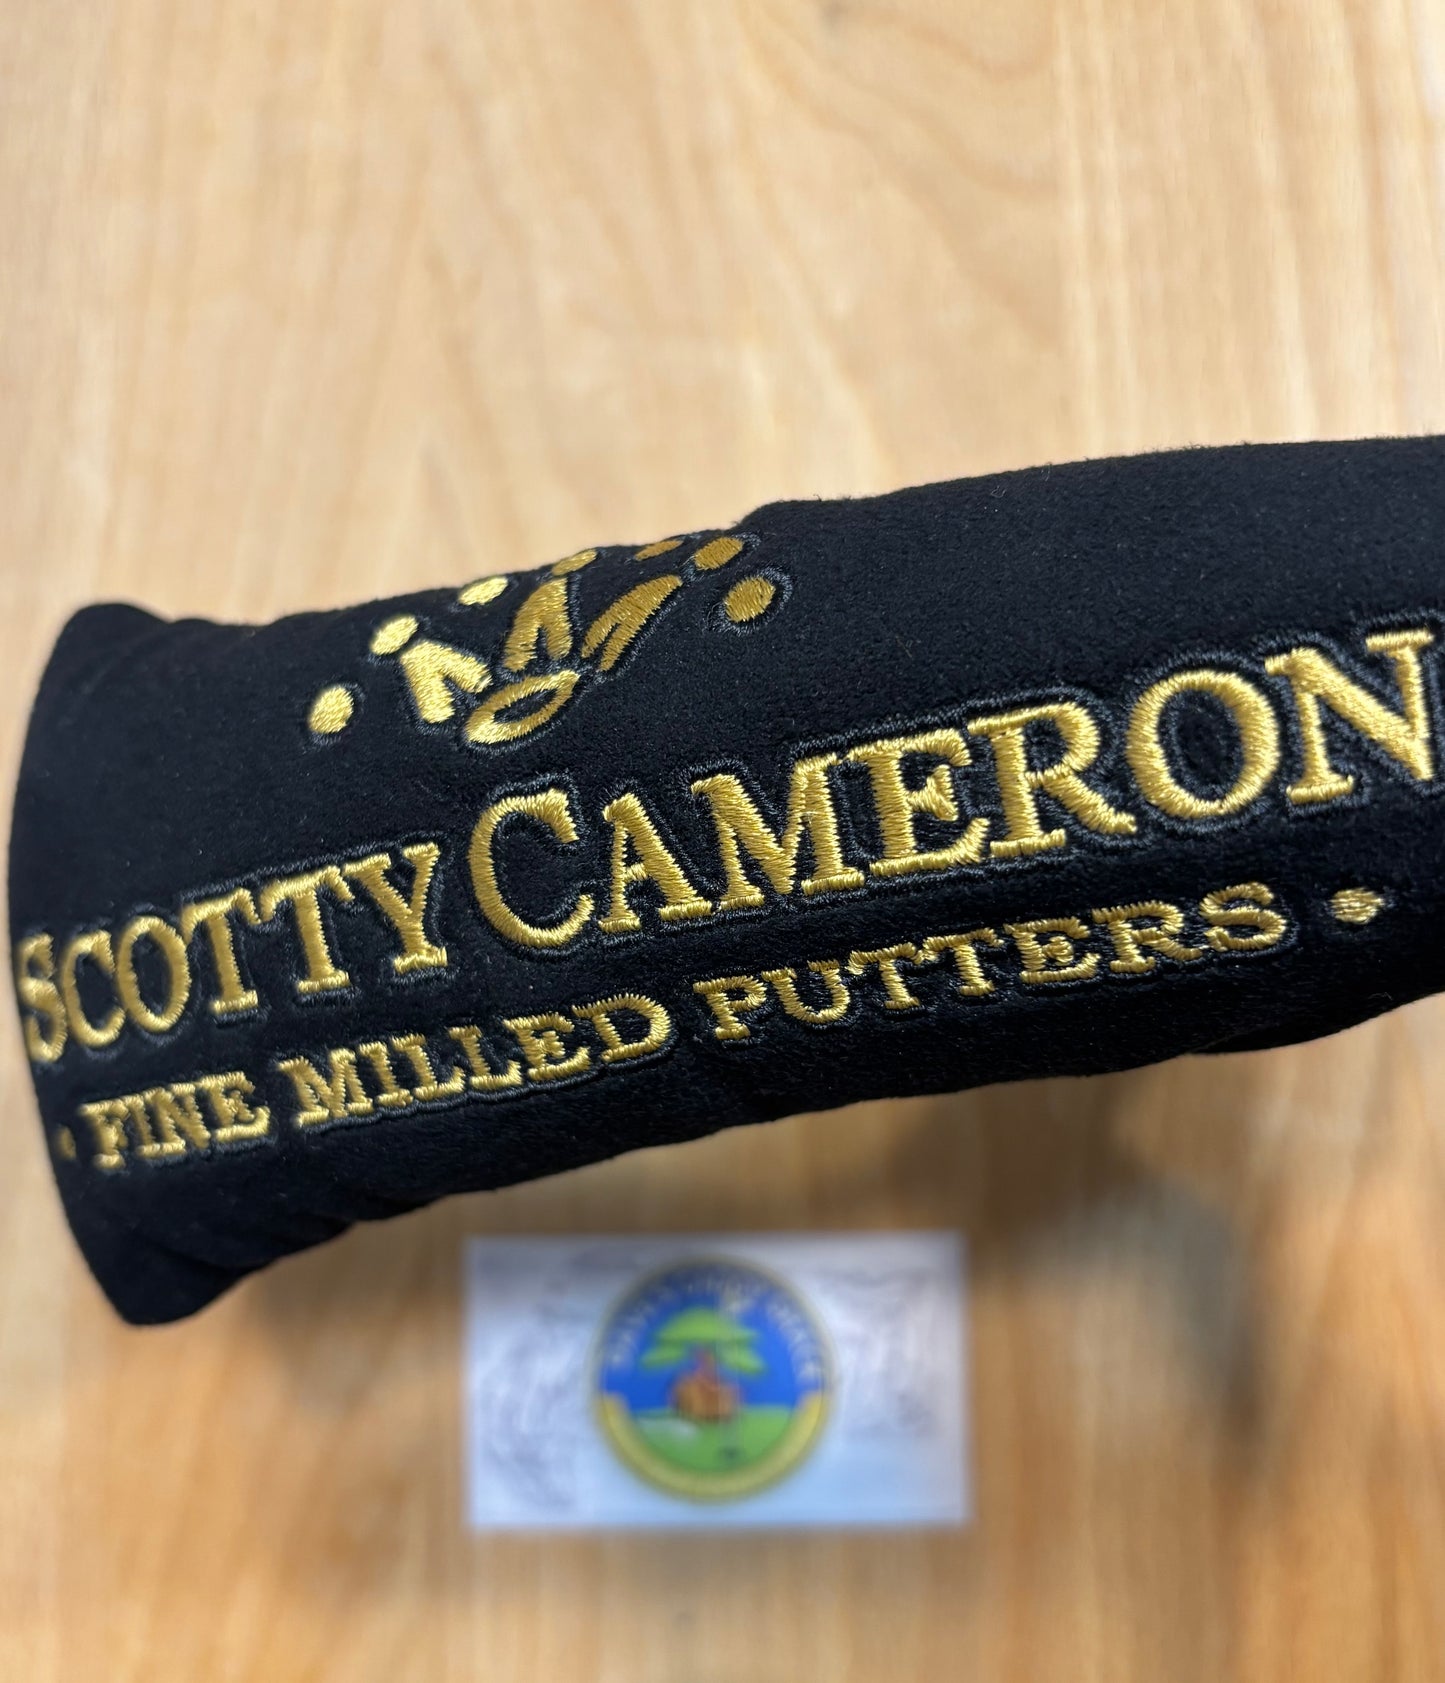 SCOTTY CAMERON
· FINE MILLED PUTTERS ·